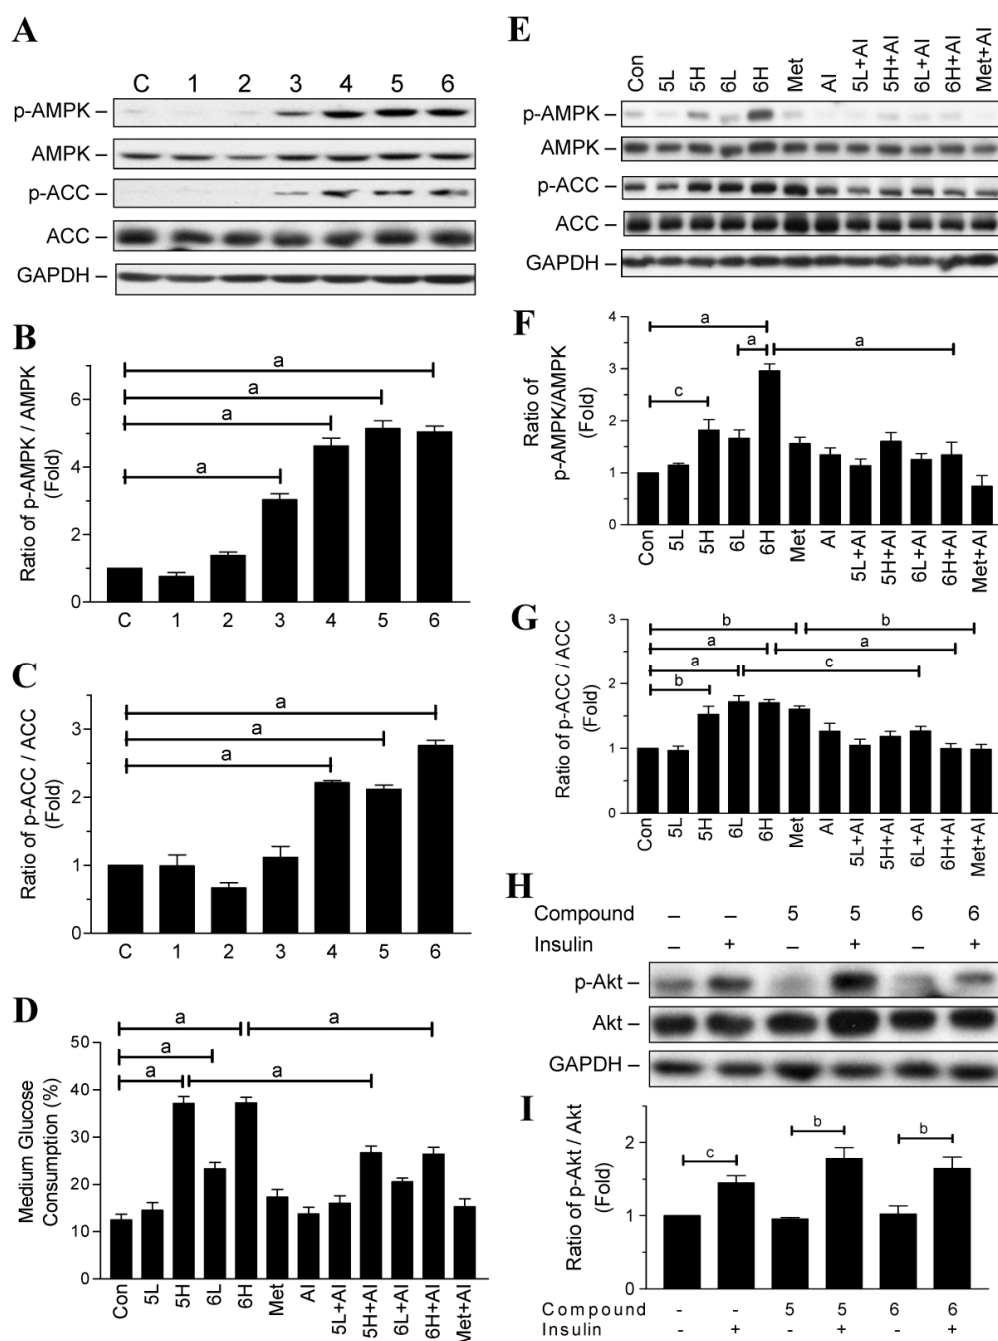 A
C 1 2 3 4 5 6
p-AMPK –
AMPK –
p-ACC –
ACC –
GAPDH –
B
Ratio of p-AMPK / AMPK
(Fold)
6
4
2
0
a
a
a
a
C 1 2 3 4 5 6
C
Ratio of p-ACC / ACC
(Fold)
3
2
1
0
a
a
a
C 1 2 3 4 5 6
D
Medium Glucose
Consumption (%)
50
40
30
20
10
0
a
a
a
a
a
Con 5L 5H 6L 6H Met AI 5L+AI 5H+AI 6L+AI 6H+AI Met+AI
E
Con 5L 5H 6L 6H Met AI 5L+AI 5H+AI 6L+AI 6H+AI Met+AI
p-AMPK –
AMPK –
p-ACC –
ACC –
GAPDH –
F
Ratio of
p-AMPK/AMPK
(Fold)
4
3
2
1
0
a
a
a
c
Con 5L 5H 6L 6H Met AI 5L+AI 5H+AI 6L+AI 6H+AI Met+AI
G
Ratio of p-ACC / ACC
(Fold)
3
2
1
0
b
b
a
a
a
c
b
Con 5L 5H 6L 6H Met AI 5L+AI 5H+AI 6L+AI 6H+AI Met+AI
H
Compound – – 5 5 6 6
Insulin – + – + – +
p-Akt –
Akt –
GAPDH –
I
Ratio of p-Akt / Akt
(Fold)
2
1
0
c
b
b
Compound - - 5 5 6 6
Insulin - + - + - +